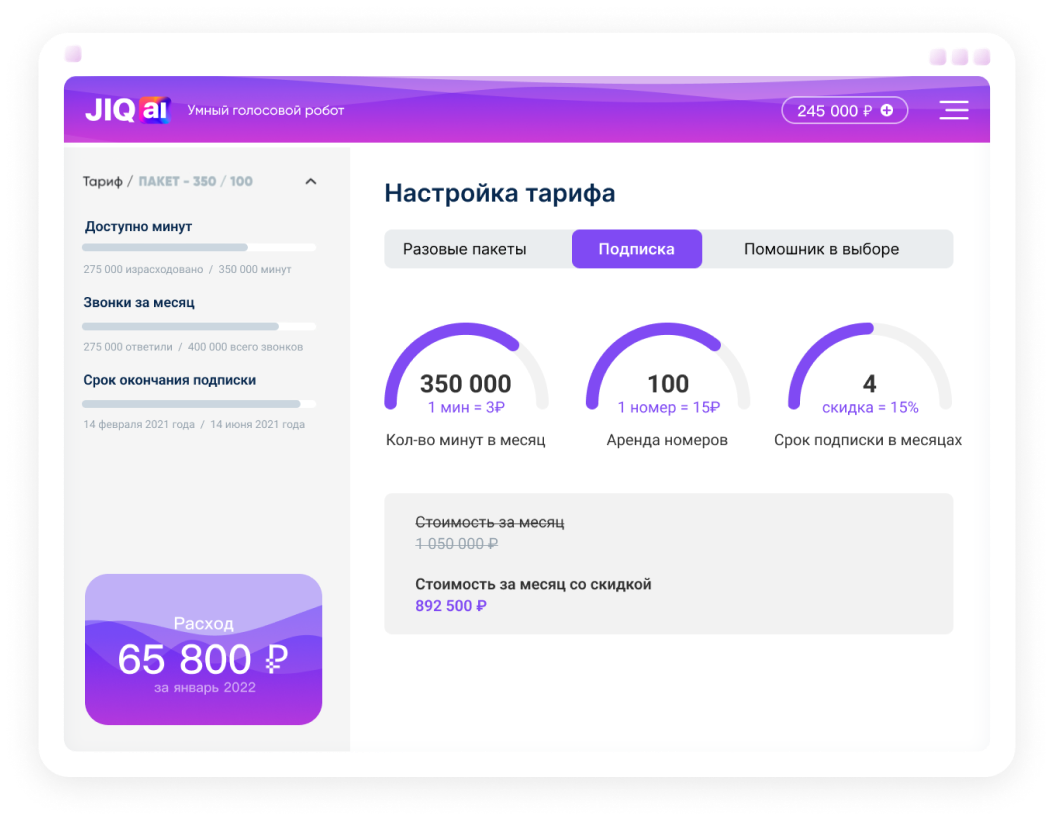 JIQ ai Умный голосовой робот 245 000 ₽
Тариф / ПАКЕТ - 350 / 100
Доступно минут
275 000 израсходовано / 350 000 минут
Звонки за месяц
275 000 ответили / 400 000 всего звонков
Срок окончания подписки
14 февраля 2021 года / 14 июня 2021 года
Расход
65 800 ₽
за январь 2022
Настройка тарифа
Разовые пакеты Подписка Помошник в выборе
350 000
1 мин = 3₽
Кол-во минут в месяц
100
1 номер = 15₽
Аренда номеров
4
скидка = 15%
Срок подписки в месяцах
Стоимость за месяц
1 050 000 ₽
Стоимость за месяц со скидкой
892 500 ₽